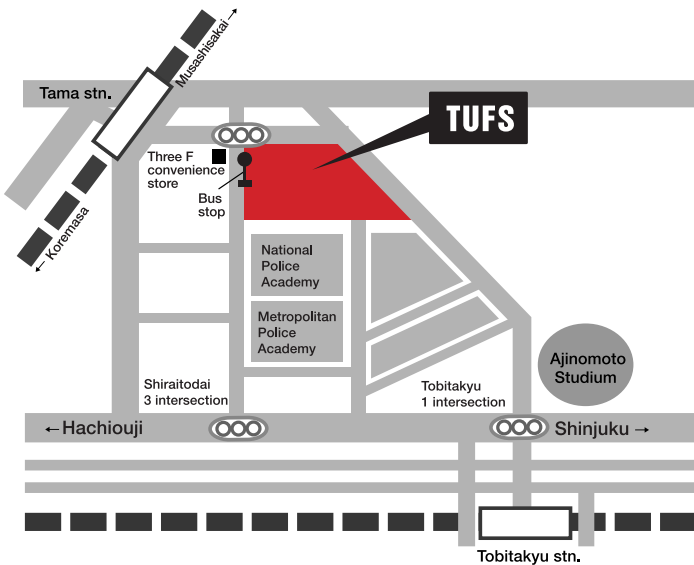 Musashisakai →
Tama stn.
TUFS
Three F
convenience
store
Bus
stop
← Koremasa
National
Police
Academy
Metropolitan
Police
Academy
Ajinomoto
Studium
Shiraitodai
3 intersection
Tobitakyu
1 intersection
← Hachiouji
Shinjuku →
Tobitakyu stn.